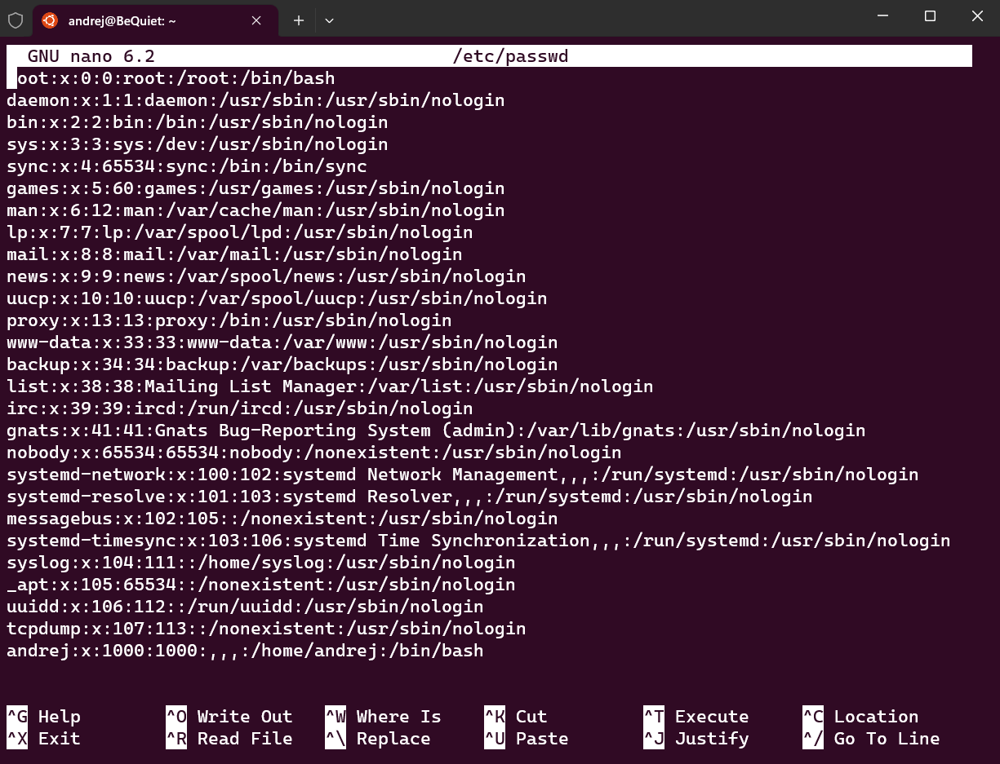 andrej@BeQuiet: ~
GNU nano 6.2 /etc/passwd
oot:x:0:0:root:/root:/bin/bash
daemon:x:1:1:daemon:/usr/sbin:/usr/sbin/nologin
bin:x:2:2:bin:/bin:/usr/sbin/nologin
sys:x:3:3:sys:/dev:/usr/sbin/nologin
sync:x:4:65534:sync:/bin:/bin/sync
games:x:5:60:games:/usr/games:/usr/sbin/nologin
man:x:6:12:man:/var/cache/man:/usr/sbin/nologin
lp:x:7:7:lp:/var/spool/lpd:/usr/sbin/nologin
mail:x:8:8:mail:/var/mail:/usr/sbin/nologin
news:x:9:9:news:/var/spool/news:/usr/sbin/nologin
uucp:x:10:10:uucp:/var/spool/uucp:/usr/sbin/nologin
proxy:x:13:13:proxy:/bin:/usr/sbin/nologin
www-data:x:33:33:www-data:/var/www:/usr/sbin/nologin
backup:x:34:34:backup:/var/backups:/usr/sbin/nologin
list:x:38:38:Mailing List Manager:/var/list:/usr/sbin/nologin
irc:x:39:39:ircd:/run/ircd:/usr/sbin/nologin
gnats:x:41:41:Gnats Bug-Reporting System (admin):/var/lib/gnats:/usr/sbin/nologin
nobody:x:65534:65534:nobody:/nonexistent:/usr/sbin/nologin
systemd-network:x:100:102:systemd Network Management,,,:/run/systemd:/usr/sbin/nologin
systemd-resolve:x:101:103:systemd Resolver,,,:/run/systemd:/usr/sbin/nologin
messagebus:x:102:105::/nonexistent:/usr/sbin/nologin
systemd-timesync:x:103:106:systemd Time Synchronization,,,:/run/systemd:/usr/sbin/nologin
syslog:x:104:111::/home/syslog:/usr/sbin/nologin
_apt:x:105:65534::/nonexistent:/usr/sbin/nologin
uuidd:x:106:112::/run/uuidd:/usr/sbin/nologin
tcpdump:x:107:113::/nonexistent:/usr/sbin/nologin
andrej:x:1000:1000:,,,:/home/andrej:/bin/bash
^G Help ^O Write Out ^W Where Is ^K Cut ^T Execute ^C Location
^X Exit ^R Read File ^\ Replace ^U Paste ^J Justify ^/ Go To Line